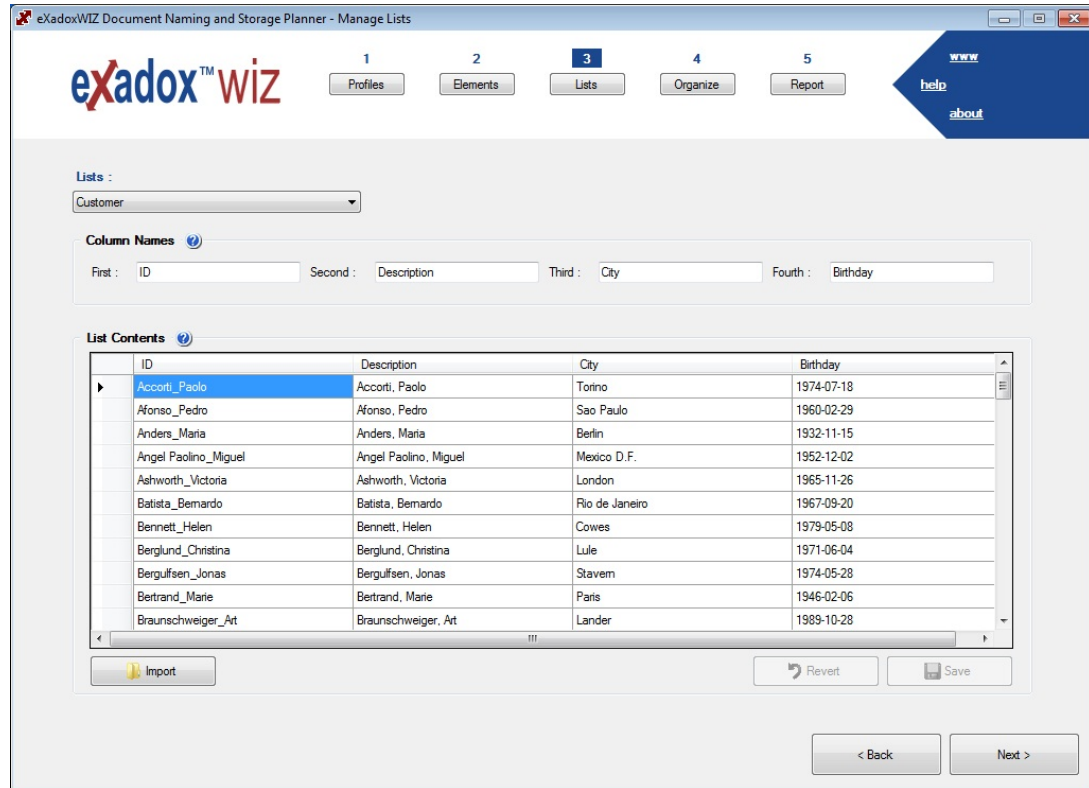 eXadoxWIZ Document Naming and Storage Planner - Manage Lists
eXadox™wiz
1 2 3 4 5
Profiles Elements Lists Organize Report
www
help
about
Lists :
Customer
Column Names
First : ID Second : Description Third : City Fourth : Birthday
List Contents
ID Description City Birthday
Accorti_Paolo Accorti, Paolo Torino 1974-07-18
Afonso_Pedro Afonso, Pedro Sao Paulo 1960-02-29
Anders_Maria Anders, Maria Berlin 1932-11-15
Angel Paolino_Miguel Angel Paolino, Miguel Mexico D.F. 1952-12-02
Ashworth_Victoria Ashworth, Victoria London 1965-11-26
Batista_Bernardo Batista, Bernardo Rio de Janeiro 1967-09-20
Bennett_Helen Bennett, Helen Cowes 1979-05-08
Berglund_Christina Berglund, Christina Lule 1971-06-04
Bergulfsen_Jonas Bergulfsen, Jonas Stavern 1974-05-28
Bertrand_Marie Bertrand, Marie Paris 1946-02-06
Braunschweiger_Art Braunschweiger, Art Lander 1989-10-28
Import Revert Save
< Back Next >